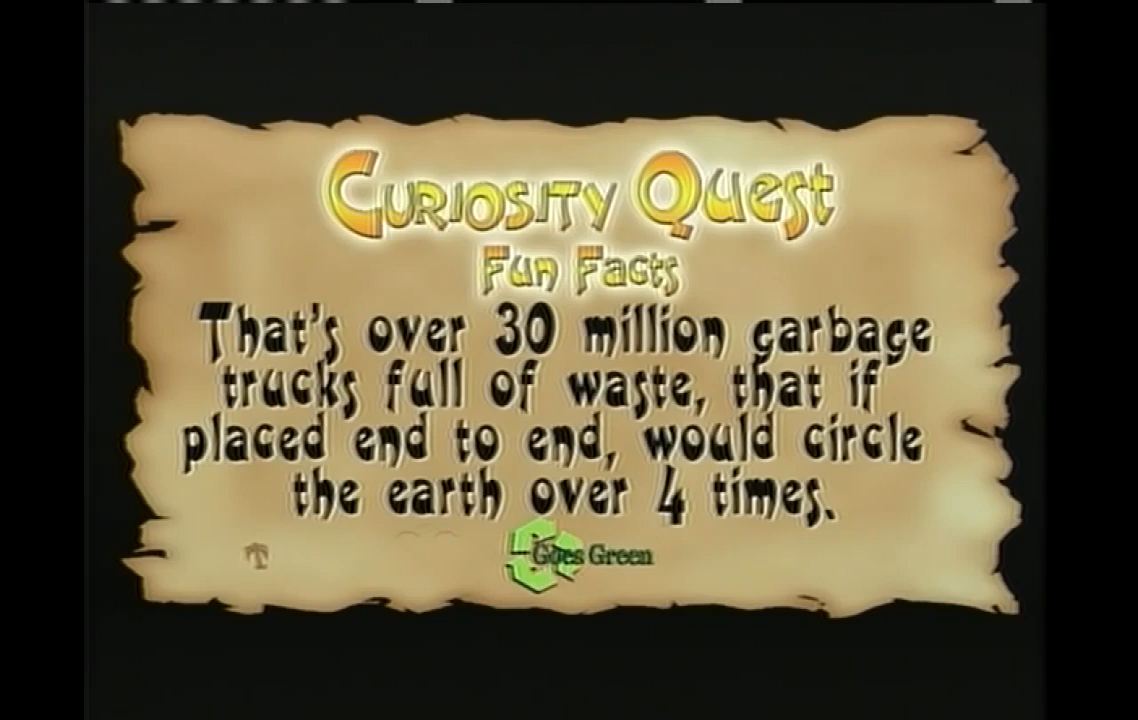 Curiosity Quest
Fun Facts
That's over 30 million garbage
trucks full of waste, that if
placed end to end, would circle
the earth over 4 times.
Goes Green